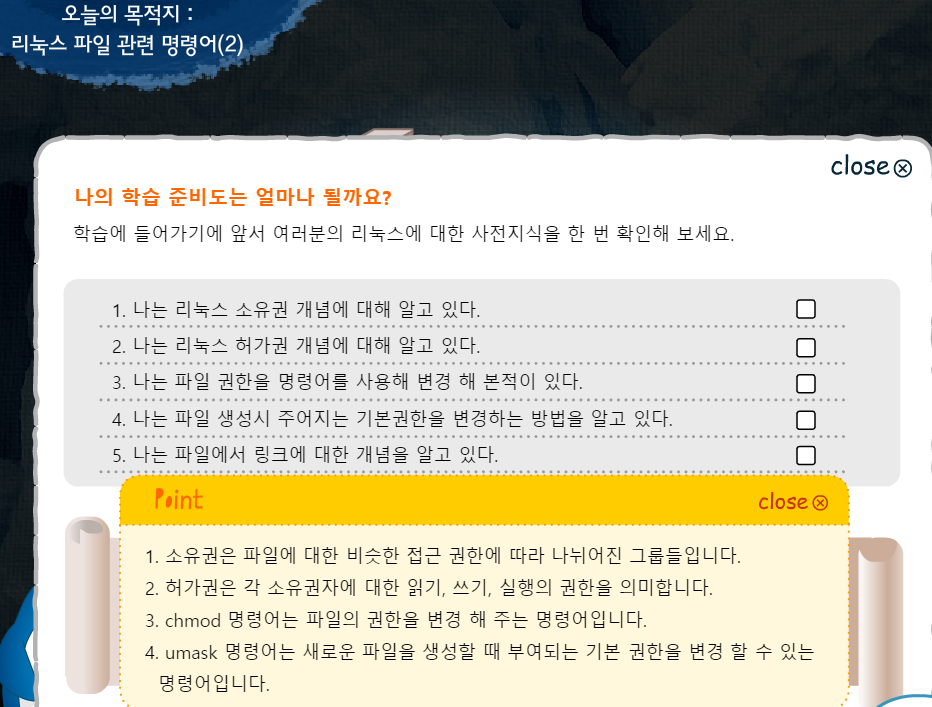 오늘의 목적지 :
리눅스 파일 관련 명령어(2)
close
나의 학습 준비도는 얼마나 될까요?
학습에 들어가기에 앞서 여러분의 리눅스에 대한 사전지식을 한 번 확인해 보세요.
1. 나는 리눅스 소유권 개념에 대해 알고 있다.
2. 나는 리눅스 허가권 개념에 대해 알고 있다.
3. 나는 파일 권한을 명령어를 사용해 변경 해 본적이 있다.
4. 나는 파일 생성시 주어지는 기본권한을 변경하는 방법을 알고 있다.
5. 나는 파일에서 링크에 대한 개념을 알고 있다.
Point
close
1. 소유권은 파일에 대한 비슷한 접근 권한에 따라 나뉘어진 그룹들입니다.
2. 허가권은 각 소유권자에 대한 읽기, 쓰기, 실행의 권한을 의미합니다.
3. chmod 명령어는 파일의 권한을 변경 해 주는 명령어입니다.
4. umask 명령어는 새로운 파일을 생성할 때 부여되는 기본 권한을 변경 할 수 있는
명령어입니다.